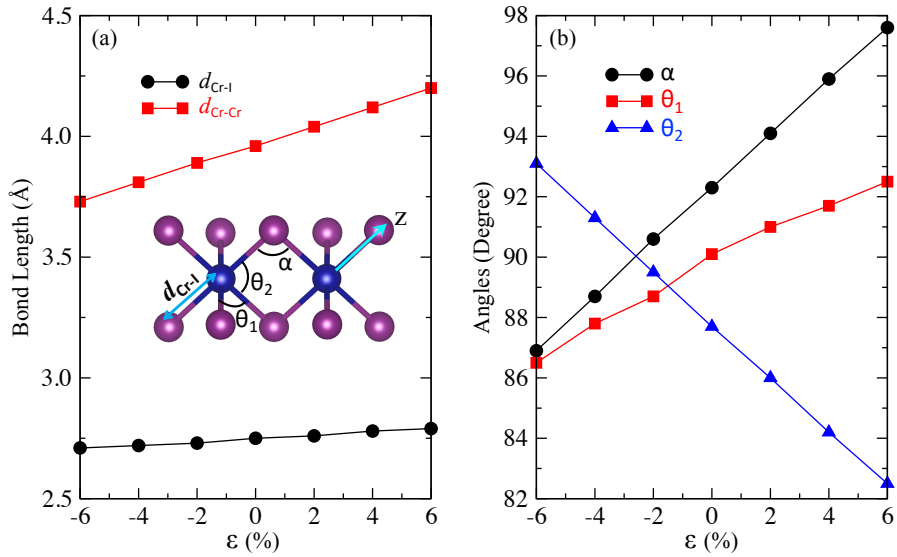 (a)
d_Cr-I
d_Cr-Cr
Bond Length (Å)
4.5
4.0
3.5
3.0
2.5
Z
α
θ2
θ1
d_Cr-I
-6 -4 -2 0 2 4 6
ε (%)
(b)
α
θ1
θ2
Angles (Degree)
98
96
94
92
90
88
86
84
82
-6 -4 -2 0 2 4 6
ε (%)